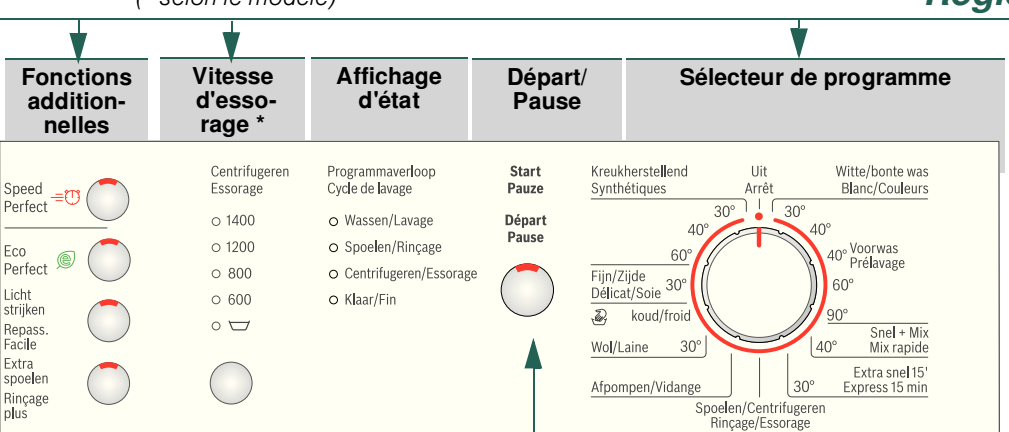 (* selon le modèle)
Fonctions
addition-
nelles
Vitesse
d'esso-
rage *
Affichage
d'état
Départ/
Pause
Sélecteur de programme
Speed
Perfect
Eco
Perfect
Licht
strijken
Repass.
Facile
Extra
spoelen
Rinçage
plus
Centrifugeren
Essorage
1400
1200
800
600
Programmaverloop
Cycle de lavage
Wassen/Lavage
Spoelen/Rinçage
Centrifugeren/Essorage
Klaar/Fin
Start
Pauze
Départ
Pause
Kreukherstellend
Synthétiques
30°
40°
60°
Fijn/Zijde
Délicat/Soie 30°
koud/froid
Wol/Laine 30°
Afpompen/Vidange
Uit
Arrêt
Witte/bonte was
Blanc/Couleurs
30°
40°
40° Voorwas
Prélavage
60°
90°
Snel + Mix
40° Mix rapide
Extra snel 15'
30° Express 15 min
Spoelen/Centrifugeren
Rinçage/Essorage